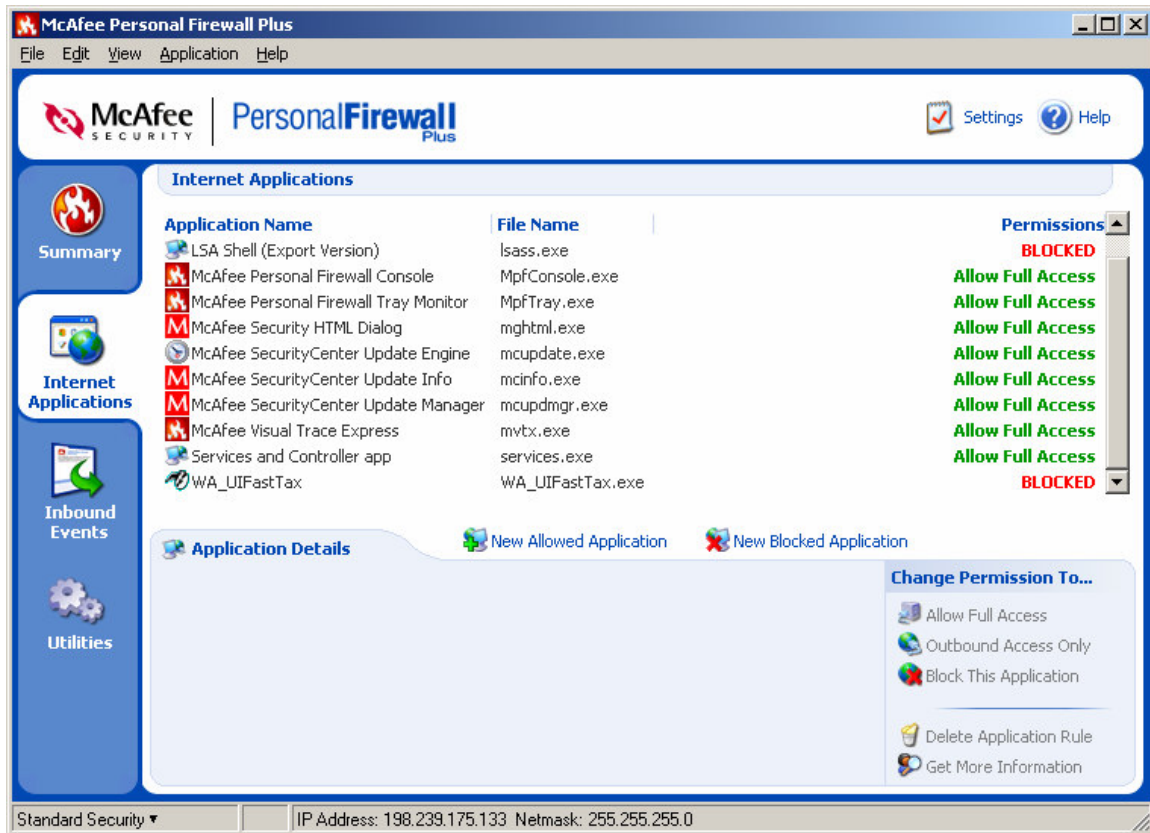 McAfee Personal Firewall Plus
File Edit View Application Help
McAfee SECURITY PersonalFirewall Plus Settings Help
Internet Applications
Application Name File Name Permissions
LSA Shell (Export Version) lsass.exe BLOCKED
McAfee Personal Firewall Console MpfConsole.exe Allow Full Access
McAfee Personal Firewall Tray Monitor MpfTray.exe Allow Full Access
McAfee Security HTML Dialog mghtml.exe Allow Full Access
McAfee SecurityCenter Update Engine mcupdate.exe Allow Full Access
McAfee SecurityCenter Update Info mcinfo.exe Allow Full Access
McAfee SecurityCenter Update Manager mcupdmgr.exe Allow Full Access
McAfee Visual Trace Express mvtx.exe Allow Full Access
Services and Controller app services.exe Allow Full Access
WA_UIFastTax WA_UIFastTax.exe BLOCKED
Summary
Internet
Applications
Inbound
Events
Utilities
Application Details New Allowed Application New Blocked Application
Change Permission To...
Allow Full Access
Outbound Access Only
Block This Application
Delete Application Rule
Get More Information
Standard Security IP Address: 198.239.175.133 Netmask: 255.255.255.0